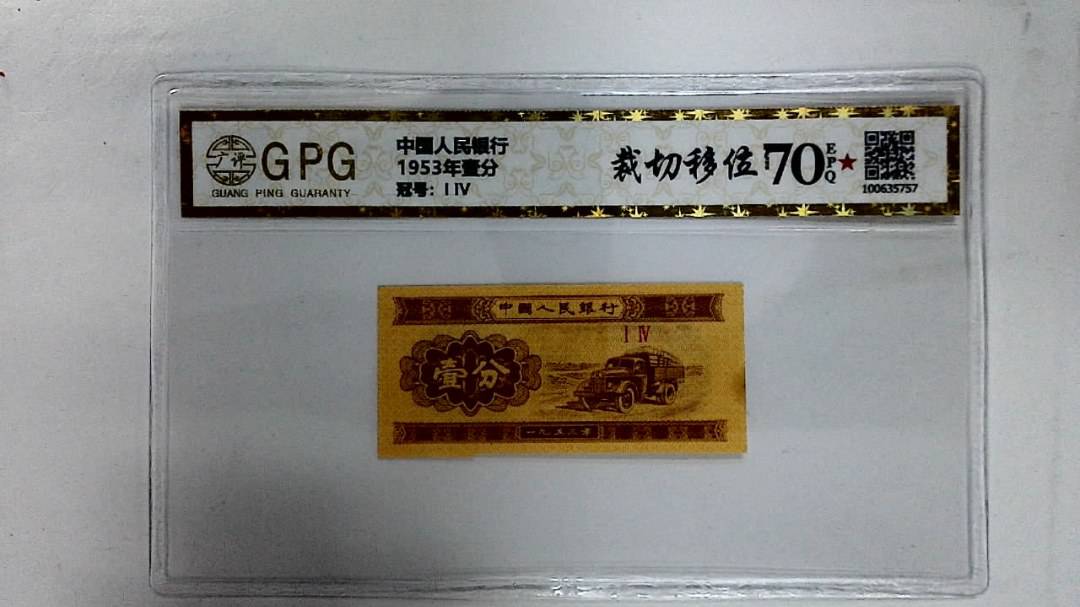 广评
GPG
GUANG PING GUARANTY
中国人民银行
1953年壹分
冠号：I IV
裁切移位
70
EPQ
100635757
中國人民銀行
I IV
壹分
一九五三年